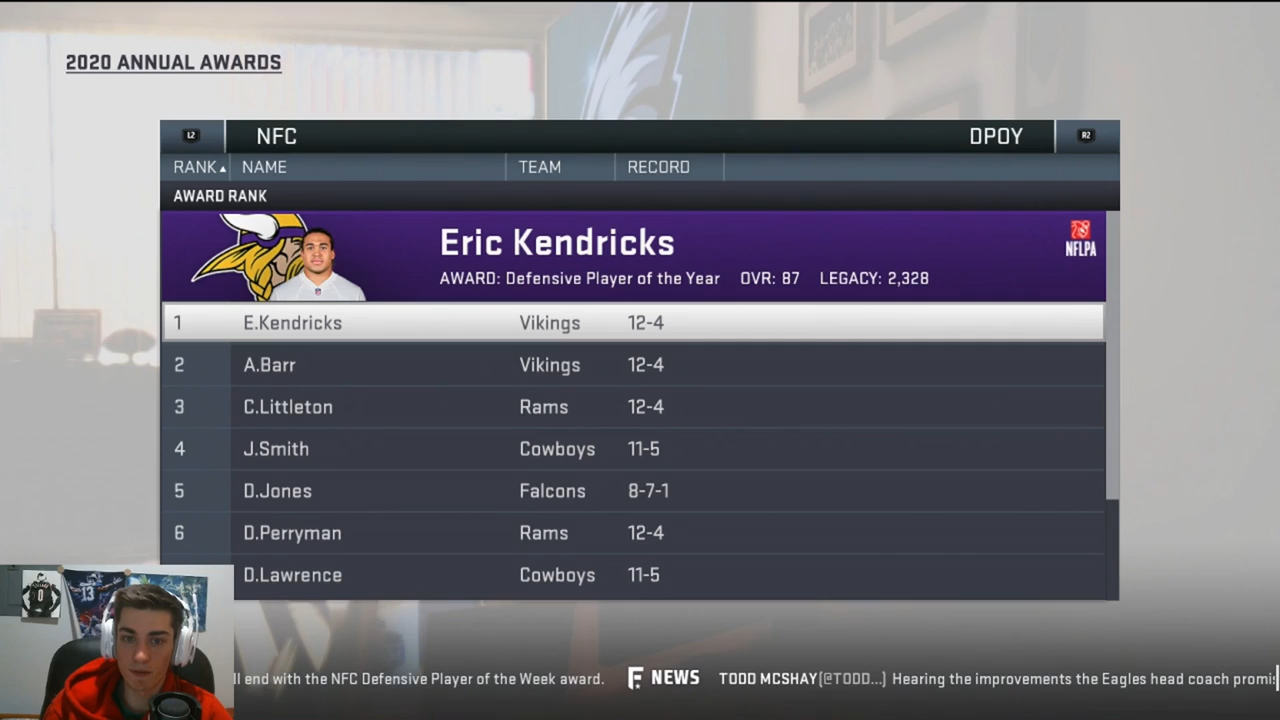 2020 ANNUAL AWARDS
L2 NFC DPOY R2
RANK NAME TEAM RECORD
AWARD RANK
Eric Kendricks
AWARD: Defensive Player of the Year OVR: 87 LEGACY: 2,328
NFLPA
1 E.Kendricks Vikings 12-4
2 A.Barr Vikings 12-4
3 C.Littleton Rams 12-4
4 J.Smith Cowboys 11-5
5 D.Jones Falcons 8-7-1
6 D.Perryman Rams 12-4
D.Lawrence Cowboys 11-5
0
13
ll end with the NFC Defensive Player of the Week award. F NEWS TODD MCSHAY[@TODD...] Hearing the improvements the Eagles head coach promi